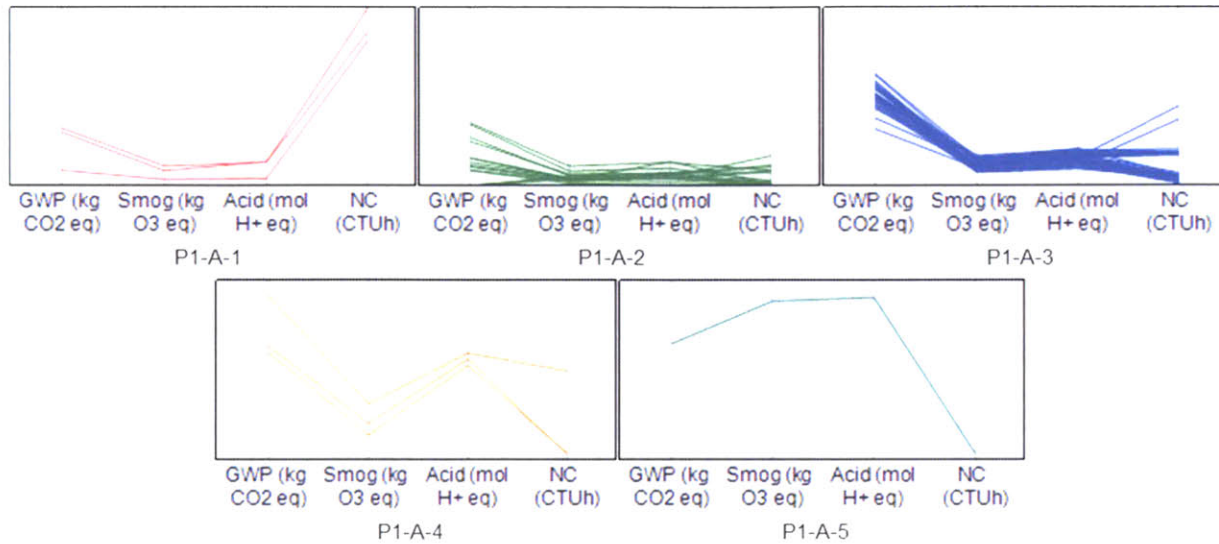 GWP (kg Smog (kg Acid (mol NC
CO2 eq) O3 eq) H+ eq) (CTUh)
P1-A-1
GWP (kg Smog (kg Acid (mol NC
CO2 eq) O3 eq) H+ eq) (CTUh)
P1-A-2
GWP (kg Smog (kg Acid (mol NC
CO2 eq) O3 eq) H+ eq) (CTUh)
P1-A-3
GWP (kg Smog (kg Acid (mol NC
CO2 eq) O3 eq) H+ eq) (CTUh)
P1-A-4
GWP (kg Smog (kg Acid (mol NC
CO2 eq) O3 eq) H+ eq) (CTUh)
P1-A-5